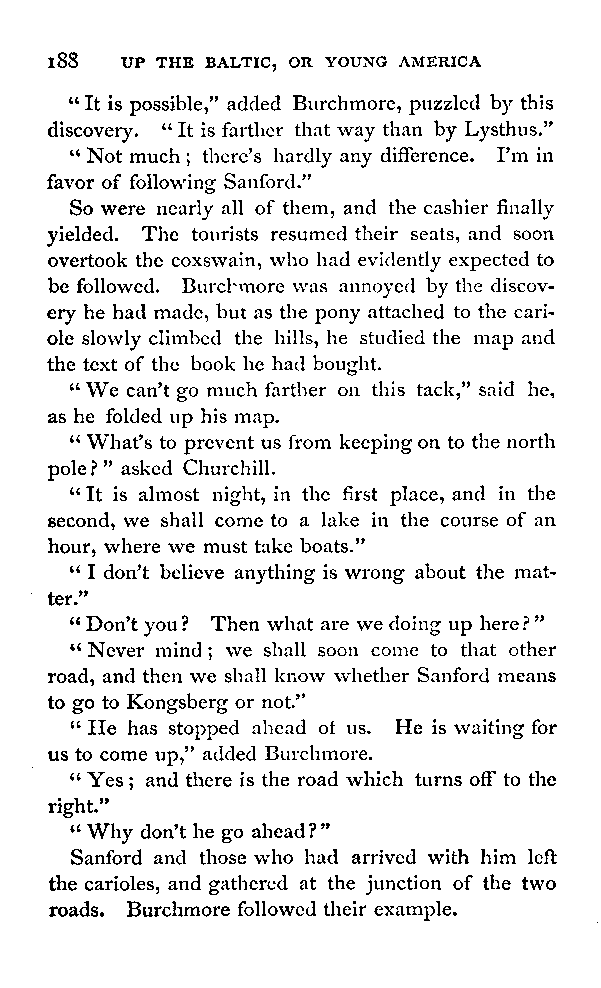 188 UP THE BALTIC, OR YOUNG AMERICA
"It is possible," added Burchmore, puzzled by this
discovery. "It is farther that way than by Lysthus."
"Not much; there's hardly any difference. I'm in
favor of following Sanford."
So were nearly all of them, and the cashier finally
yielded. The tourists resumed their seats, and soon
overtook the coxswain, who had evidently expected to
be followed. Burchmore was annoyed by the discov-
ery he had made, but as the pony attached to the cari-
ole slowly climbed the hills, he studied the map and
the text of the book he had bought.
"We can't go much farther on this tack," said he,
as he folded up his map.
"What's to prevent us from keeping on to the north
pole?" asked Churchill.
"It is almost night, in the first place, and in the
second, we shall come to a lake in the course of an
hour, where we must take boats."
"I don't believe anything is wrong about the mat-
ter."
"Don't you? Then what are we doing up here?"
"Never mind; we shall soon come to that other
road, and then we shall know whether Sanford means
to go to Kongsberg or not."
"He has stopped ahead of us. He is waiting for
us to come up," added Burchmore.
"Yes; and there is the road which turns off to the
right."
"Why don't he go ahead?"
Sanford and those who had arrived with him left
the carioles, and gathered at the junction of the two
roads. Burchmore followed their example.